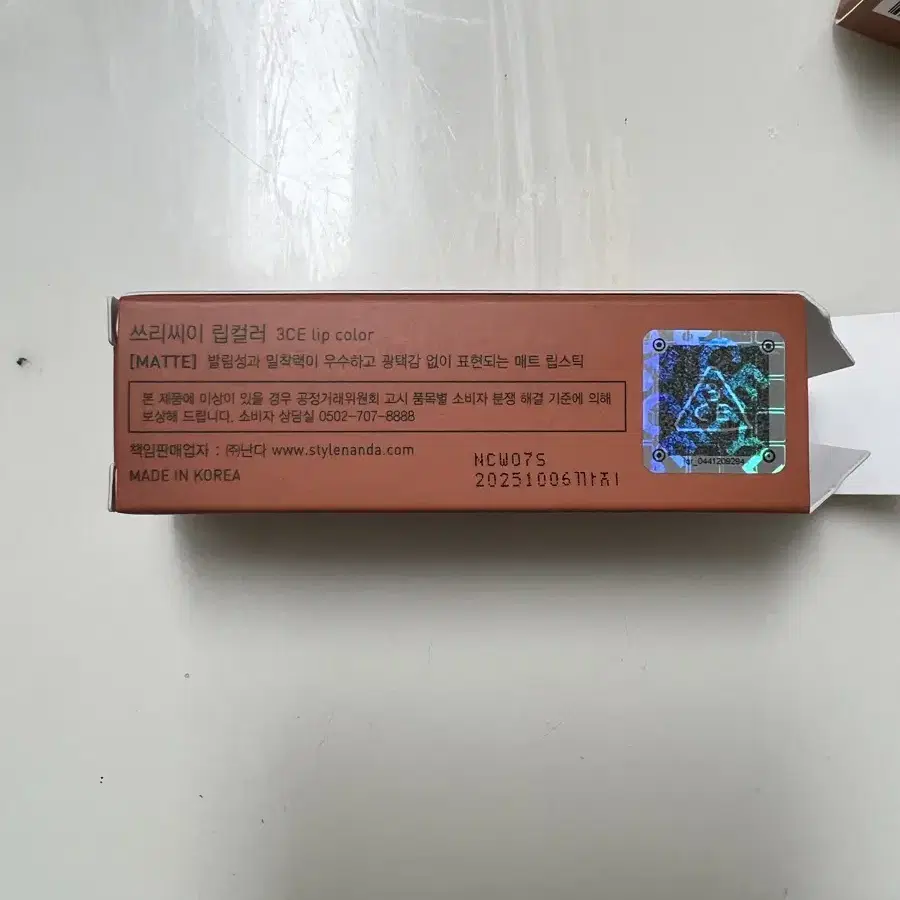 쓰리씨이 립컬러 3CE lip color
[MATTE] 발림성과 밀착력이 우수하고 광택감 없이 표현되는 매트 립스틱
본 제품에 이상이 있을 경우 공정거래위원회 고시 품목별 소비자 분쟁 해결 기준에 의해
보상해 드립니다. 소비자 상담실 0502-707-8888
책임판매업자 : ㈜난다 www.stylenanda.com
MADE IN KOREA
NCW07S
20251006까지
3CE